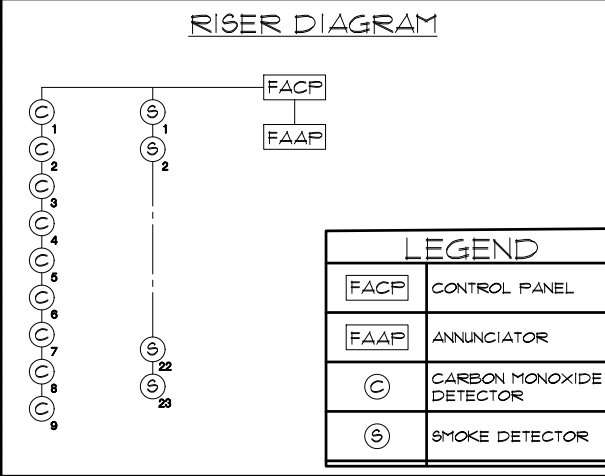 RISER DIAGRAM
FACP
FAAP
C 1
C 2
C 3
C 4
C 5
C 6
C 7
C 8
C 9
S 1
S 2
S 22
S 23
LEGEND
FACP CONTROL PANEL
FAAP ANNUNCIATOR
C CARBON MONOXIDE
DETECTOR
S SMOKE DETECTOR